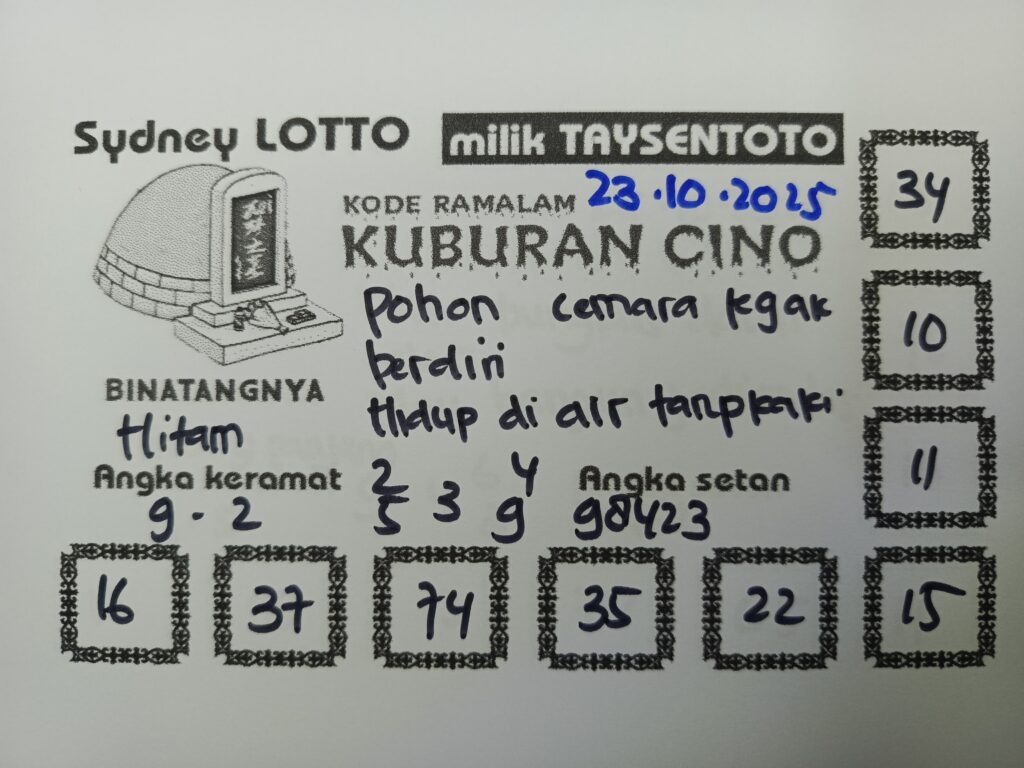 Sydney LOTTO milik TAYSENTOTO
KODE RAMALAM 23.10.2025
KUBURAN CINO
pohon cemara tegak
berdiri
Hidup di air tanpkaki
BINATANGNYA
Hitam
Angka keramat
9 - 2
2 4
5 3 9
Angka setan
98423
34
10
11
16 37 74 35 22 15